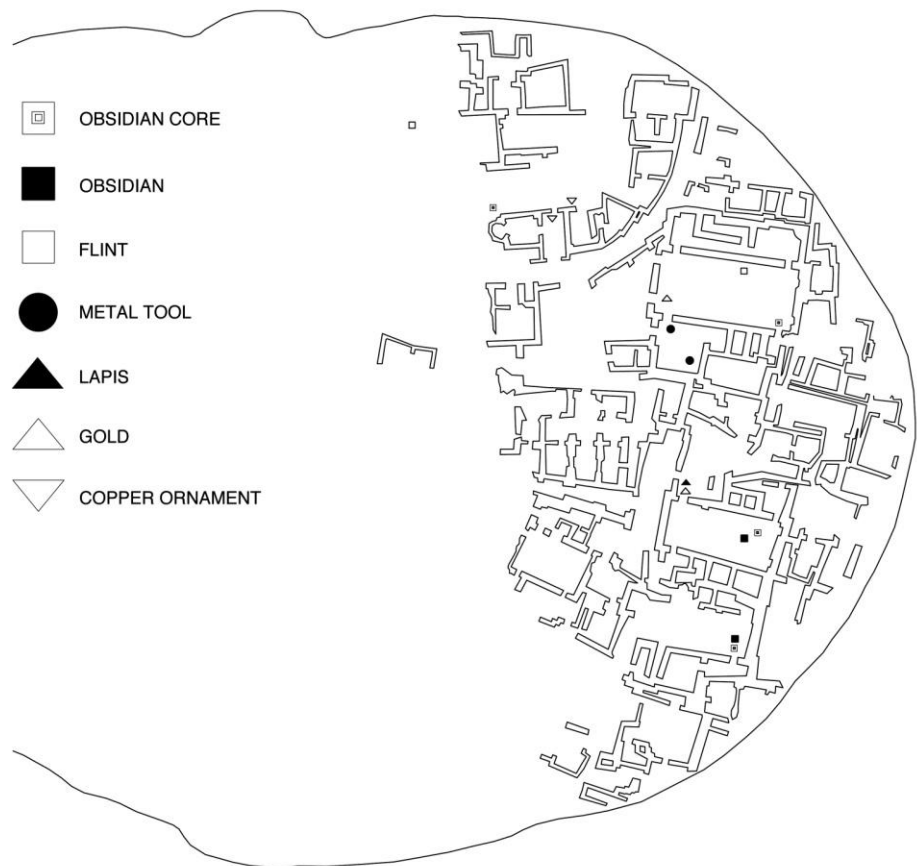 OBSIDIAN CORE
OBSIDIAN
FLINT
METAL TOOL
LAPIS
GOLD
COPPER ORNAMENT